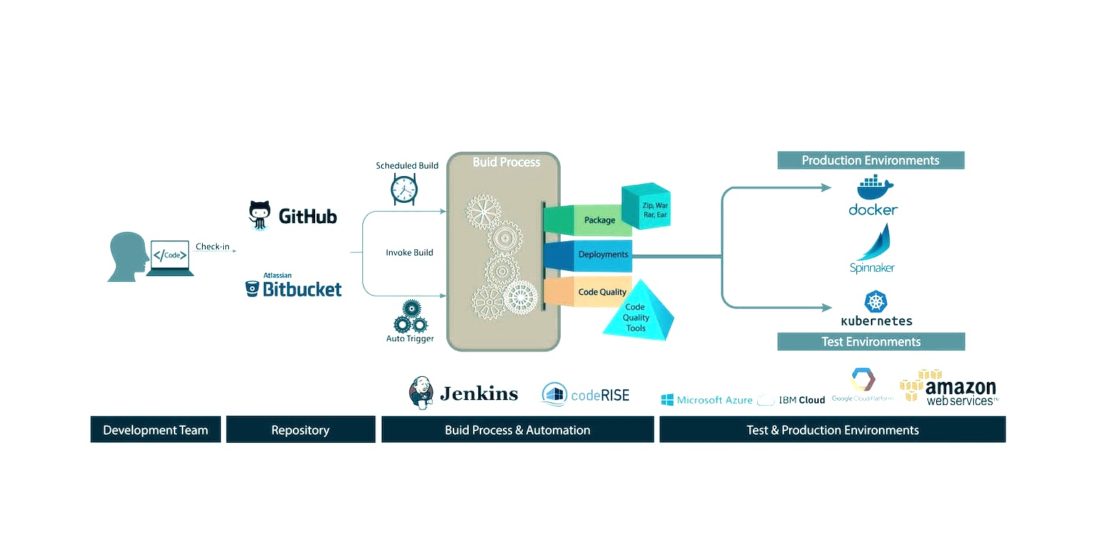 Buid Process
Production Environments
Scheduled Build
docker
Zip, War
Rar, Ear
GitHub
Package
</Code>
Check-in
Invoke Build
Deployments
Spinnaker
Atlassian
Bitbucket
Code Quality
Code
Quality
Tools
kubernetes
Auto Trigger
Test Environments
Jenkins
codeRISE
Microsoft Azure
IBM Cloud
Google Cloud Platform
amazon
webservices
Development Team
Repository
Buid Process & Automation
Test & Production Environments